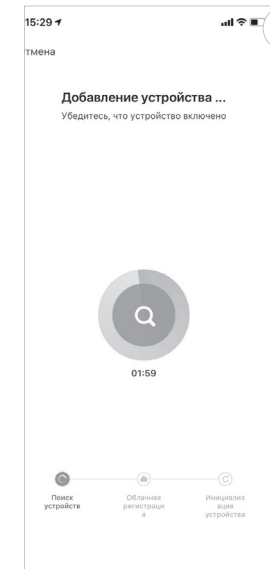 15:29
тмена
Добавление устройства ...
Убедитесь, что устройство включено
01:59
Поиск
устройств
Облачная
регистраци
я
Инициализ
ация
устройства